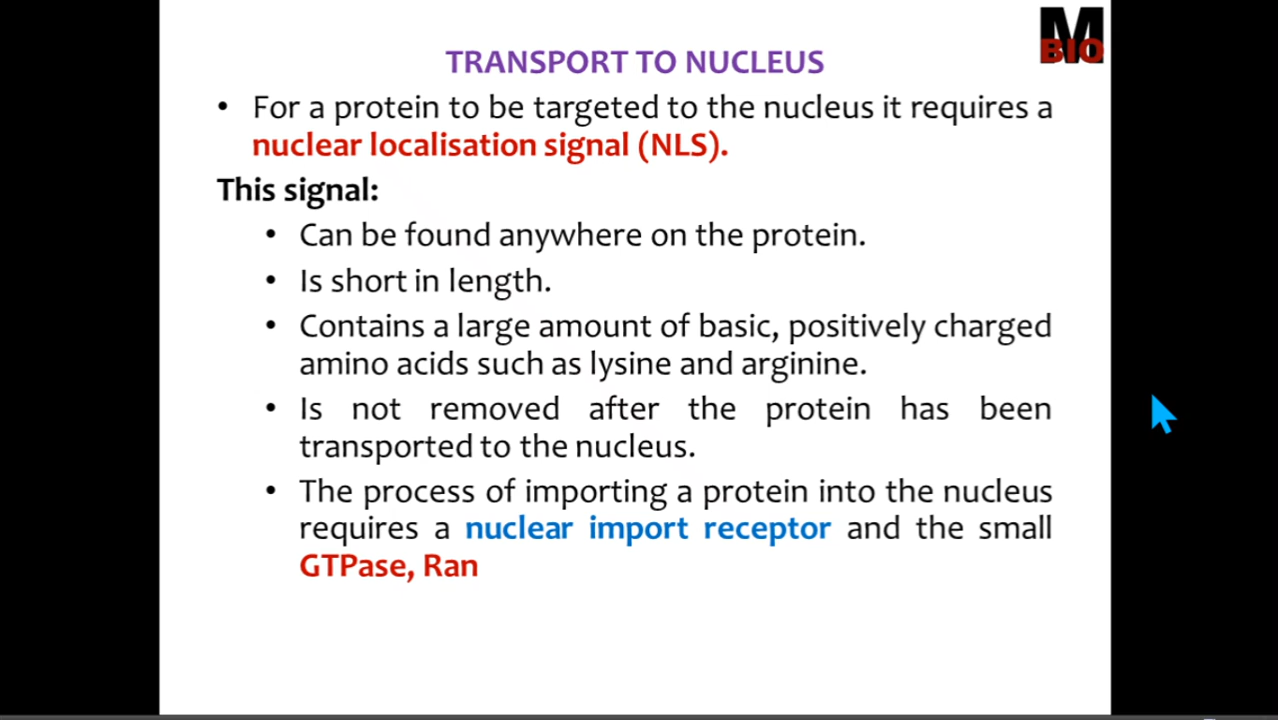 M
BIO
TRANSPORT TO NUCLEUS
• For a protein to be targeted to the nucleus it requires a
nuclear localisation signal (NLS).
This signal:
• Can be found anywhere on the protein.
• Is short in length.
• Contains a large amount of basic, positively charged
amino acids such as lysine and arginine.
• Is not removed after the protein has been
transported to the nucleus.
• The process of importing a protein into the nucleus
requires a nuclear import receptor and the small
GTPase, Ran